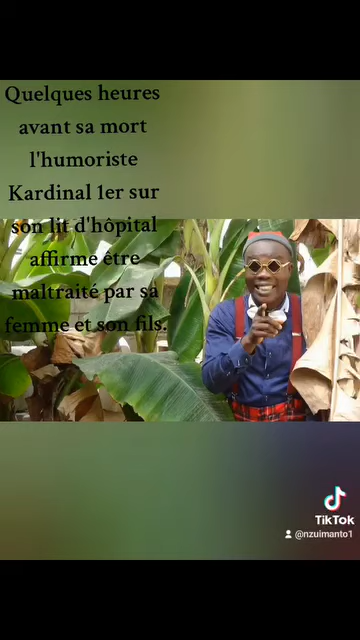 Quelques heures
avant sa mort
l'humoriste
Kardinal 1er sur
son lit d'hôpital
affirme être
maltraité par sa
femme et son fils.
TikTok
@nzuimanto1